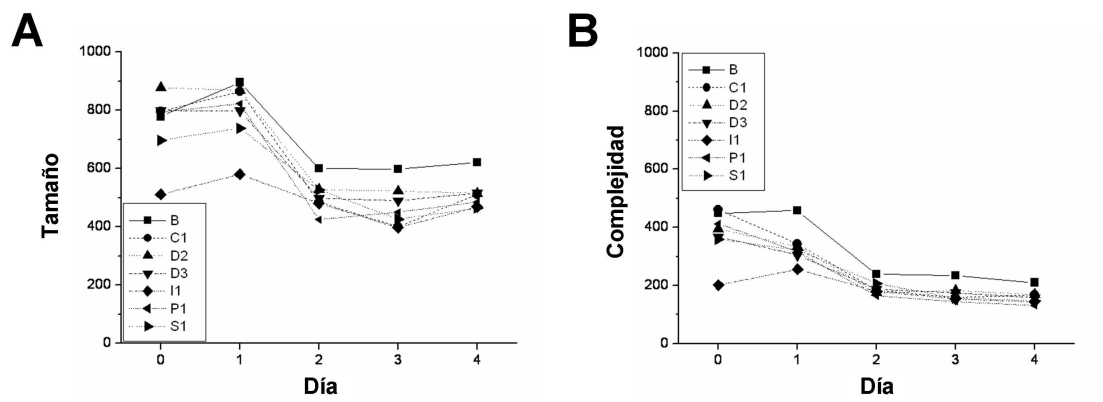 A
1000
800
600
400
200
0
Tamaño
B
C1
D2
D3
I1
P1
S1
0 1 2 3 4
Día
B
1000
800
600
400
200
0
Complejidad
B
C1
D2
D3
I1
P1
S1
0 1 2 3 4
Día